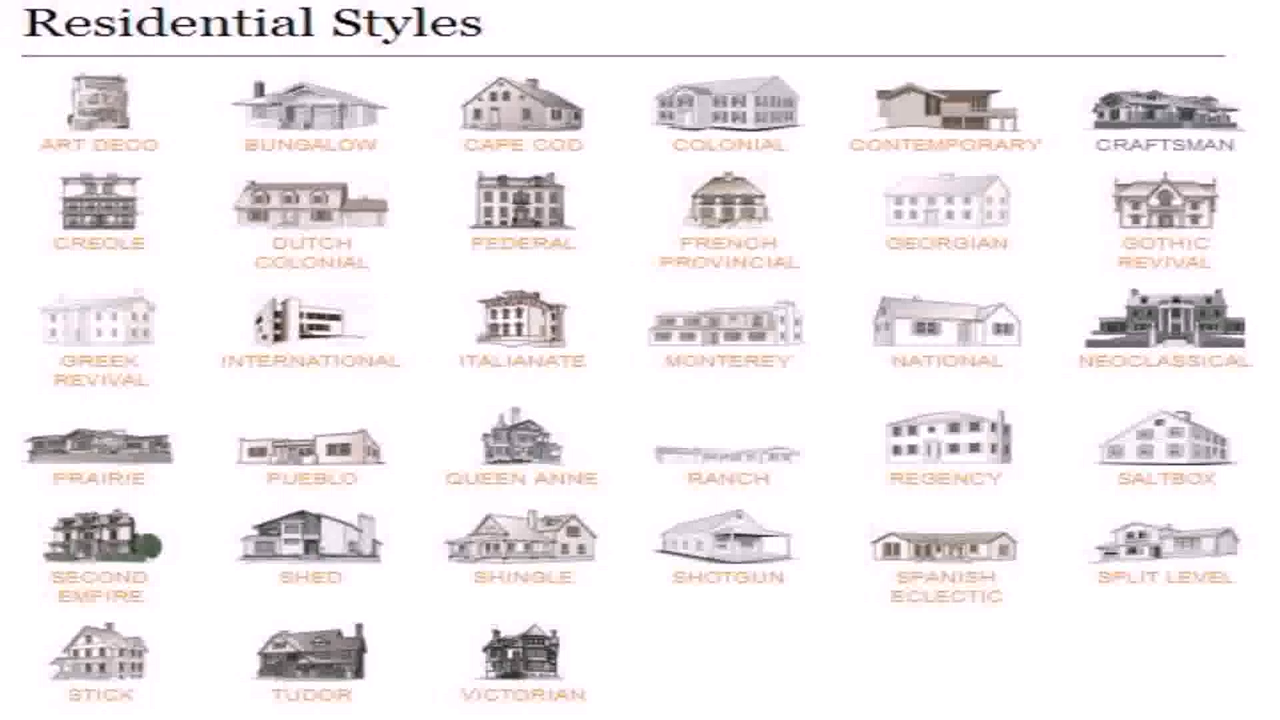 Residential Styles
ART DECO
BUNGALOW
CAPE COD
COLONIAL
CONTEMPORARY
CRAFTSMAN
CREOLE
DUTCH
COLONIAL
FEDERAL
FRENCH
PROVINCIAL
GEORGIAN
GOTHIC
REVIVAL
GREEK
REVIVAL
INTERNATIONAL
ITALIANATE
MONTEREY
NATIONAL
NEOCLASSICAL
PRAIRIE
PUEBLO
QUEEN ANNE
RANCH
REGENCY
SALTBOX
SECOND
EMPIRE
SHED
SHINGLE
SHOTGUN
SPANISH
ECLECTIC
SPLIT LEVEL
STICK
TUDOR
VICTORIAN